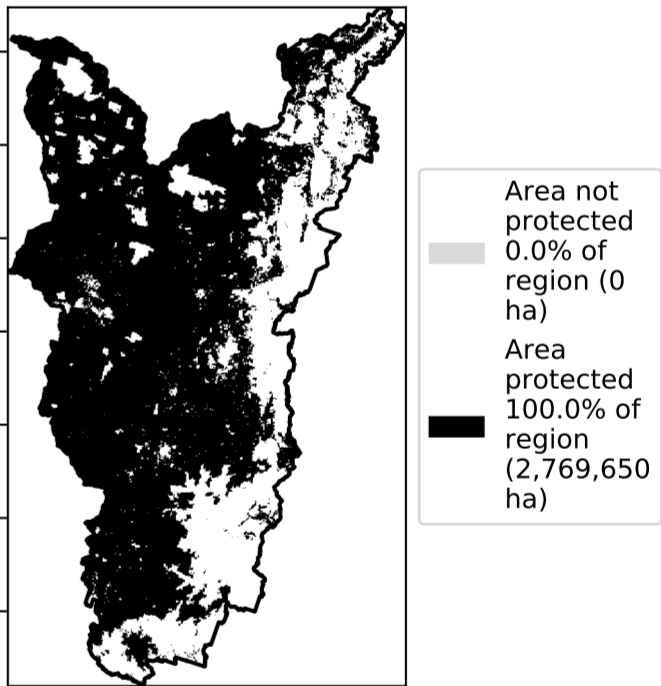 Area not
protected
0.0% of
region (0
ha)
Area
protected
100.0% of
region
(2,769,650
ha)